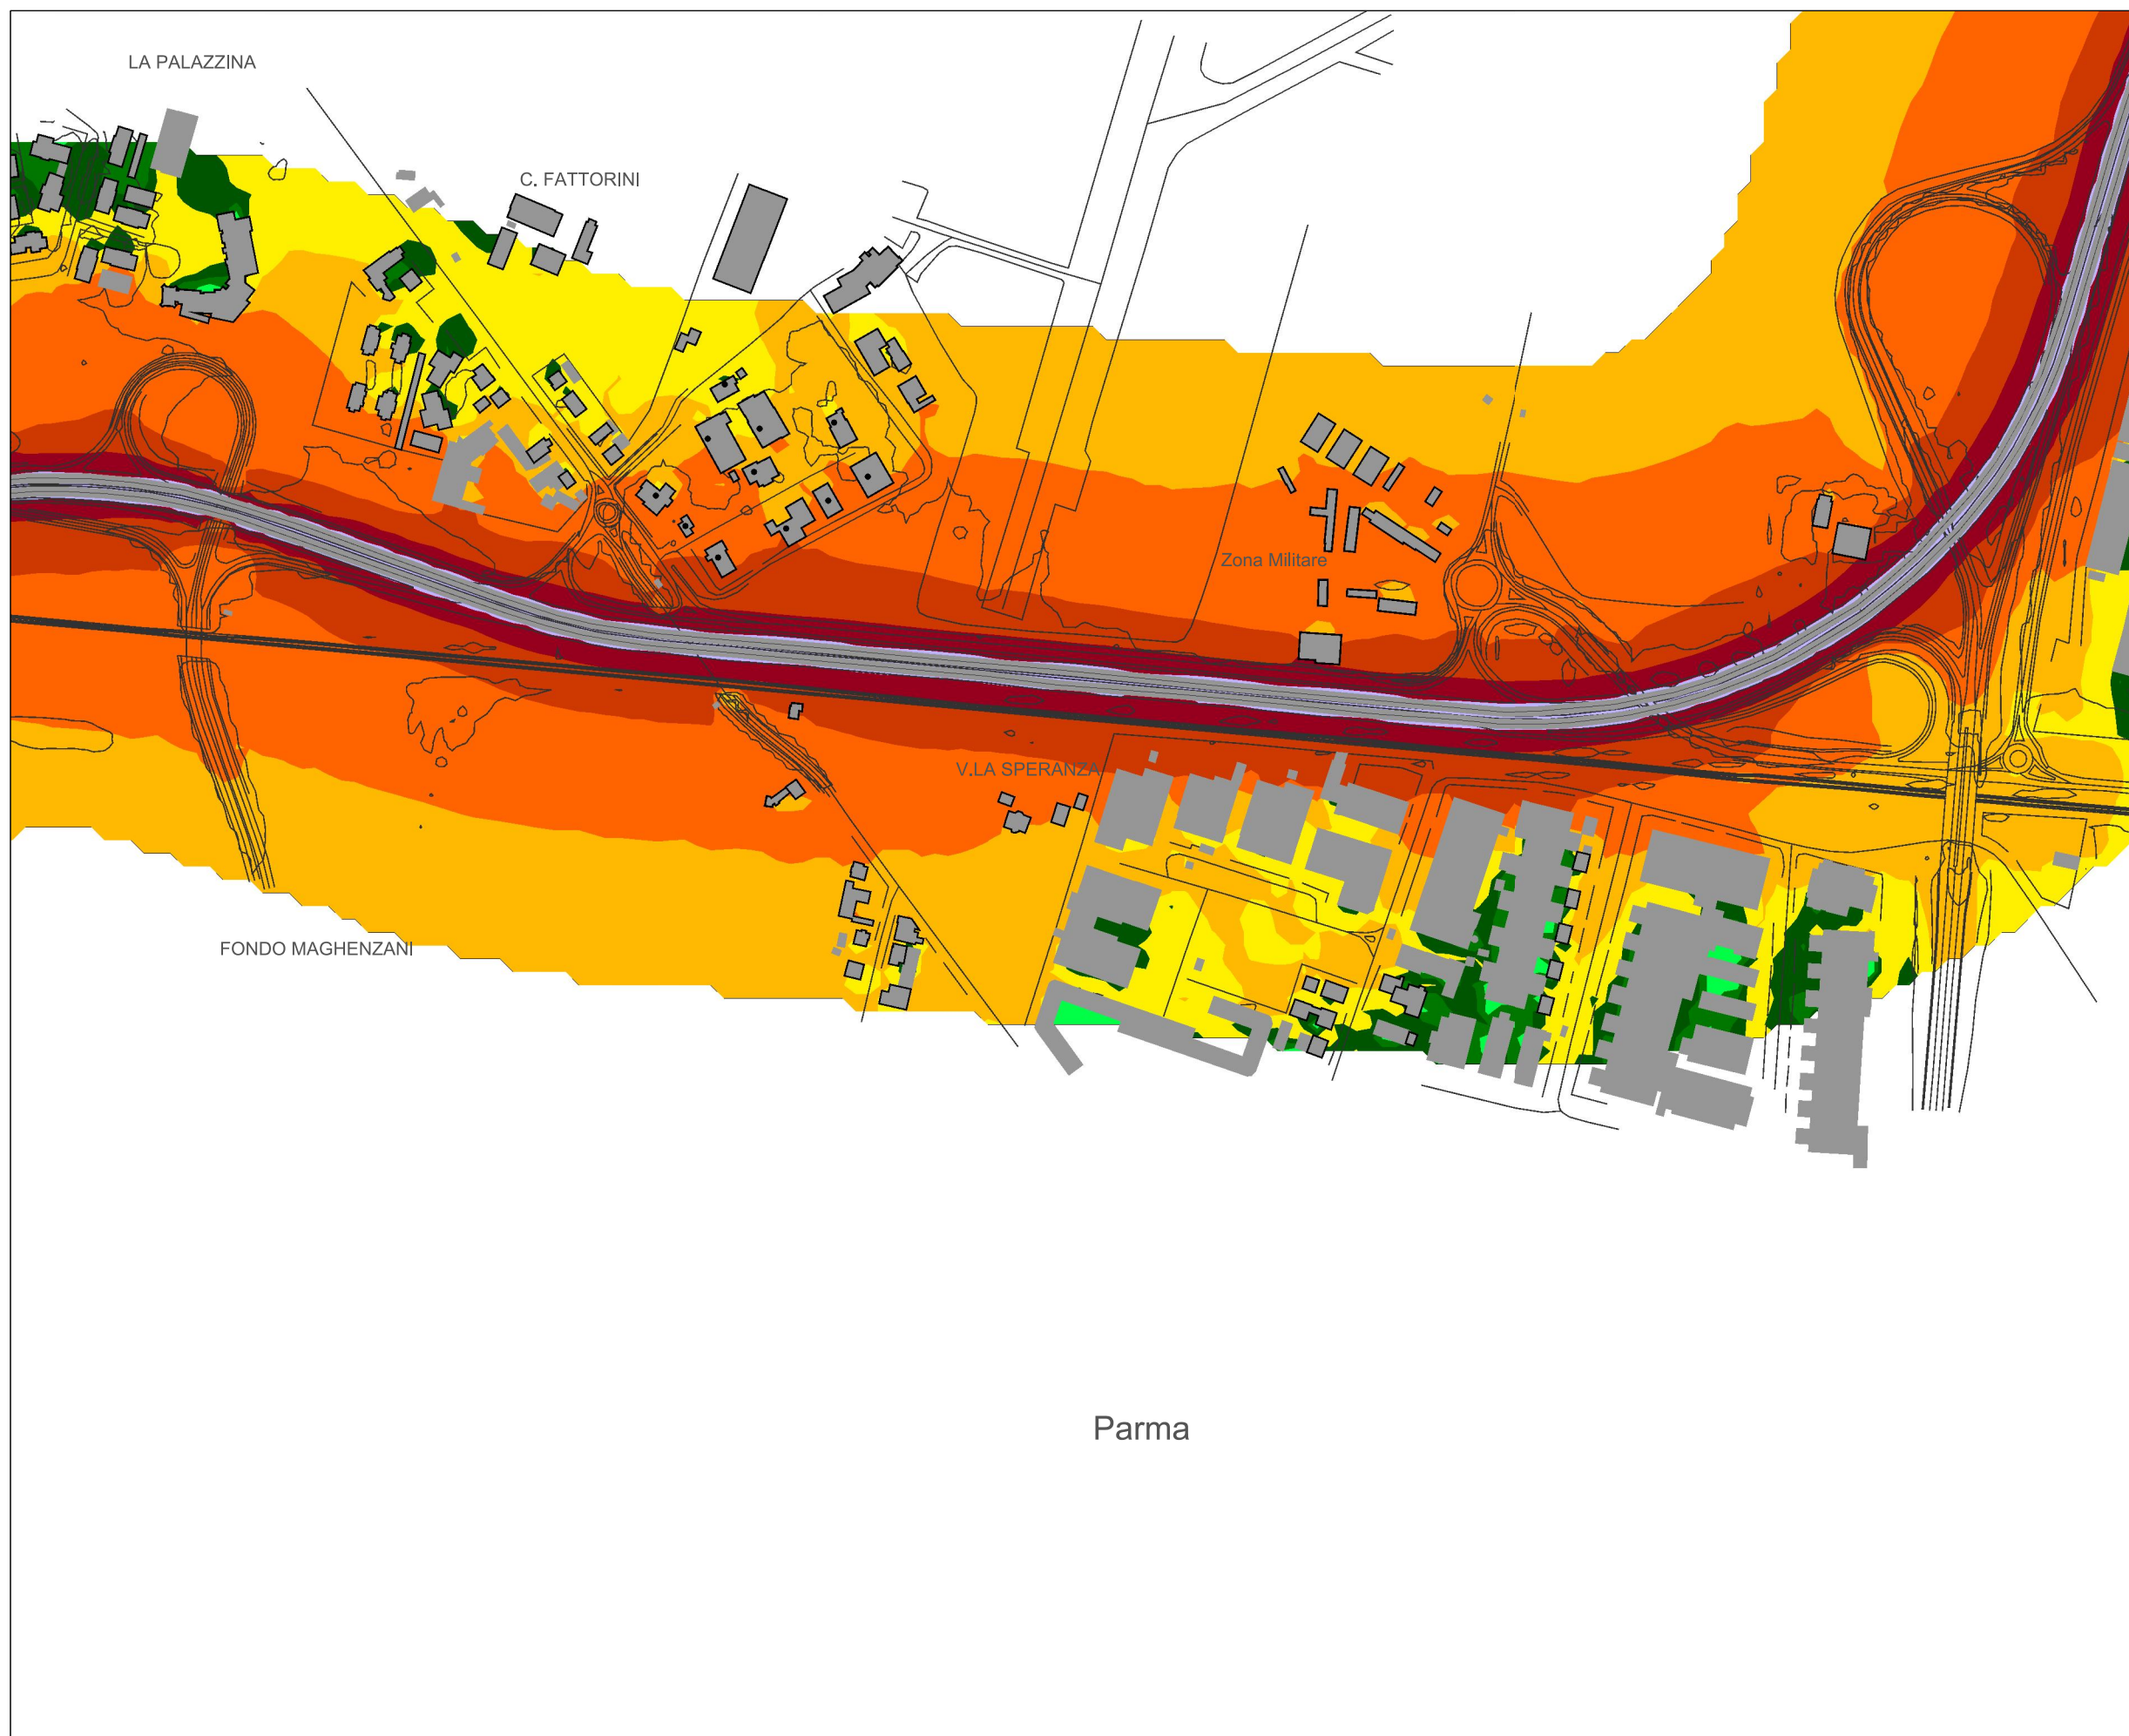 LA PALAZZINA
C. FATTORINI
Zona Militare
V.LA SPERANZA
FONDO MAGHENZANI
Parma